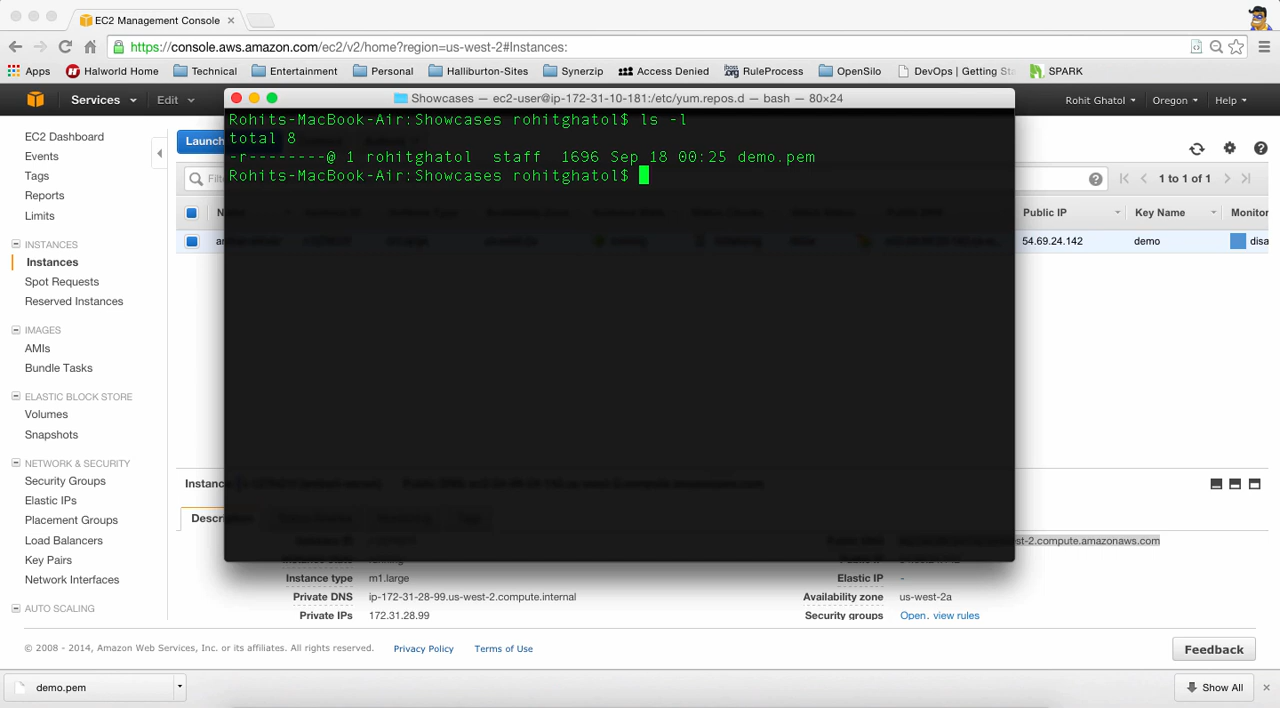 EC2 Management Console
https://console.aws.amazon.com/ec2/v2/home?region=us-west-2#Instances:
Apps Halworld Home Technical Entertainment Personal Halliburton-Sites Synerzip Access Denied RuleProcess OpenSilo DevOps | Getting Sta SPARK
Services Edit Rohit Ghatol Oregon Help
Showcases — ec2-user@ip-172-31-10-181:/etc/yum.repos.d — bash — 80×24
Rohits-MacBook-Air:Showcases rohitghatol$ ls -l
total 8
-r--------@ 1 rohitghatol staff 1696 Sep 18 00:25 demo.pem
Rohits-MacBook-Air:Showcases rohitghatol$
EC2 Dashboard
Events
Tags
Reports
Limits
INSTANCES
Instances
Spot Requests
Reserved Instances
IMAGES
AMIs
Bundle Tasks
ELASTIC BLOCK STORE
Volumes
Snapshots
NETWORK & SECURITY
Security Groups
Elastic IPs
Placement Groups
Load Balancers
Key Pairs
Network Interfaces
AUTO SCALING
Launch
1 to 1 of 1
Public IP Key Name Monitor
54.69.24.142 demo disa
Instance
Descri
west-2.compute.amazonaws.com
Elastic IP -
Instance type m1.large
Private DNS ip-172-31-28-99.us-west-2.compute.internal
Availability zone us-west-2a
Private IPs 172.31.28.99
Security groups Open. view rules
© 2008 - 2014, Amazon Web Services, Inc. or its affiliates. All rights reserved. Privacy Policy Terms of Use Feedback
demo.pem Show All